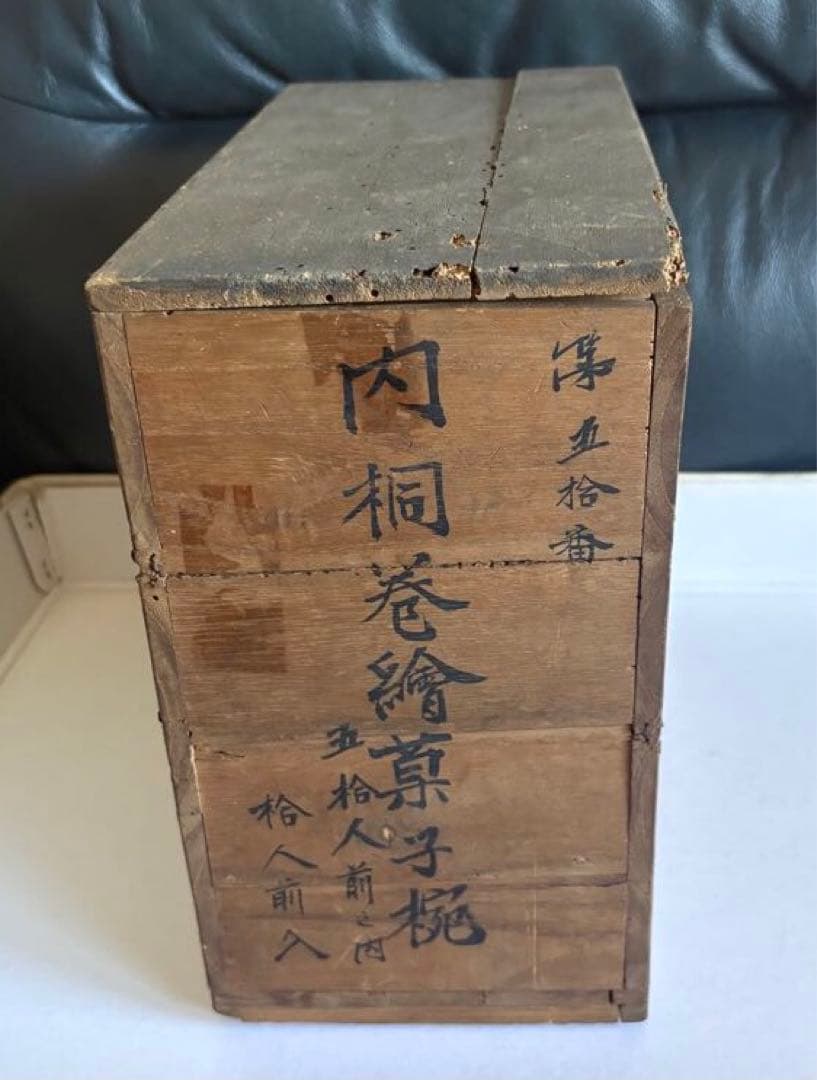 第五拾番
内桐巻繪菓子椀
五拾人前之内
拾人前入